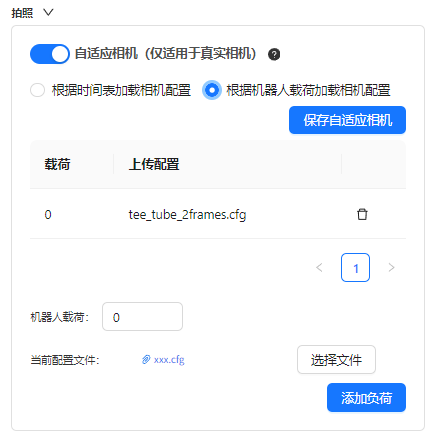 拍照
自适应相机（仅适用于真实相机）
根据时间表加载相机配置 根据机器人载荷加载相机配置
保存自适应相机
载荷 上传配置
0 tee_tube_2frames.cfg
1
机器人载荷： 0
当前配置文件： xxx.cfg 选择文件
添加负荷